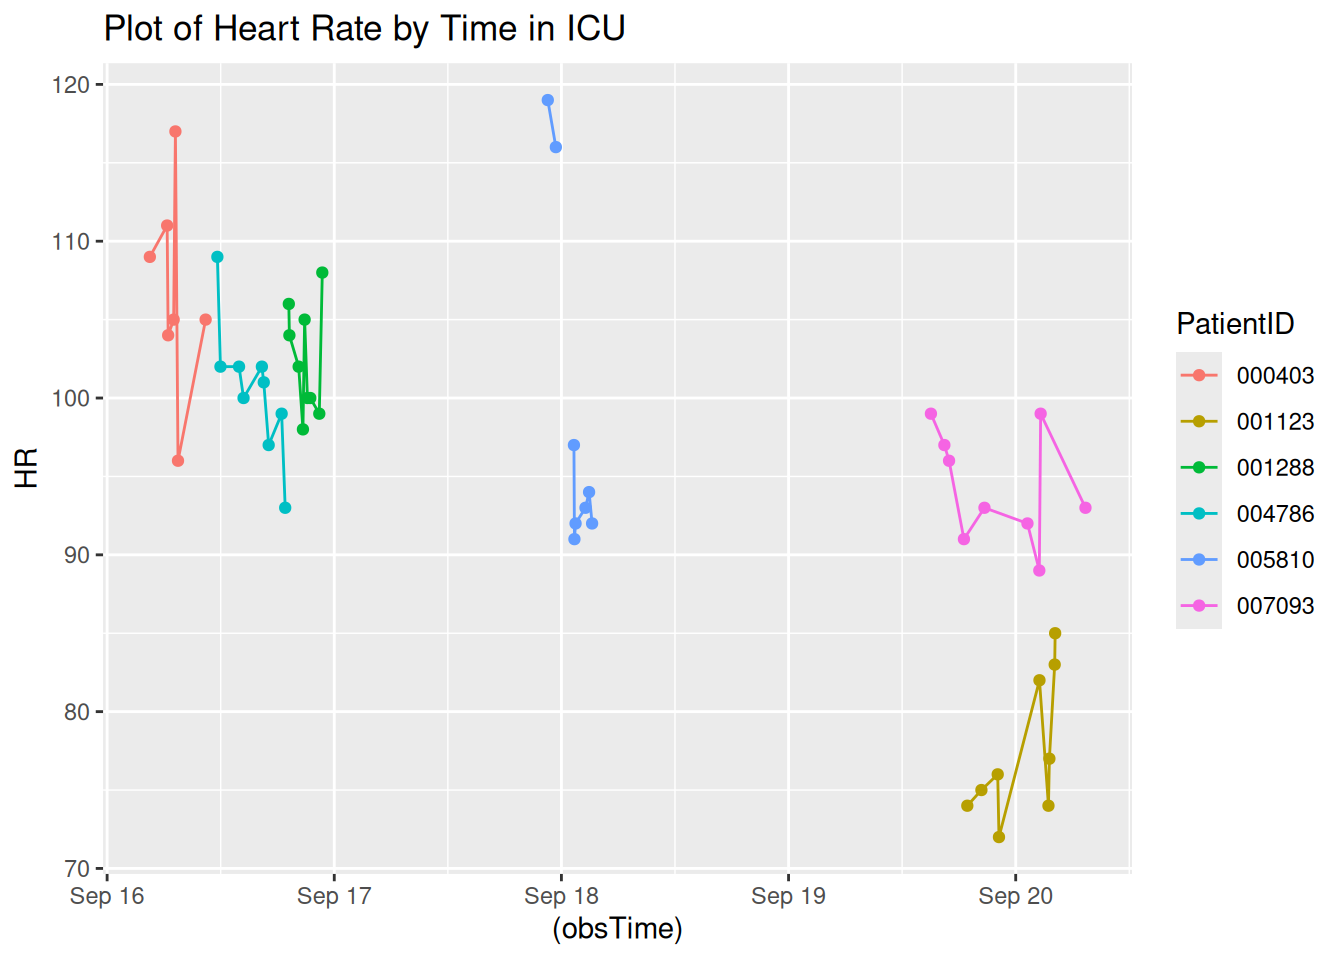 Plot of Heart Rate by Time in ICU
120
110
100
90
80
70
HR
Sep 16
Sep 17
Sep 18
Sep 19
Sep 20
(obsTime)
PatientID
000403
001123
001288
004786
005810
007093